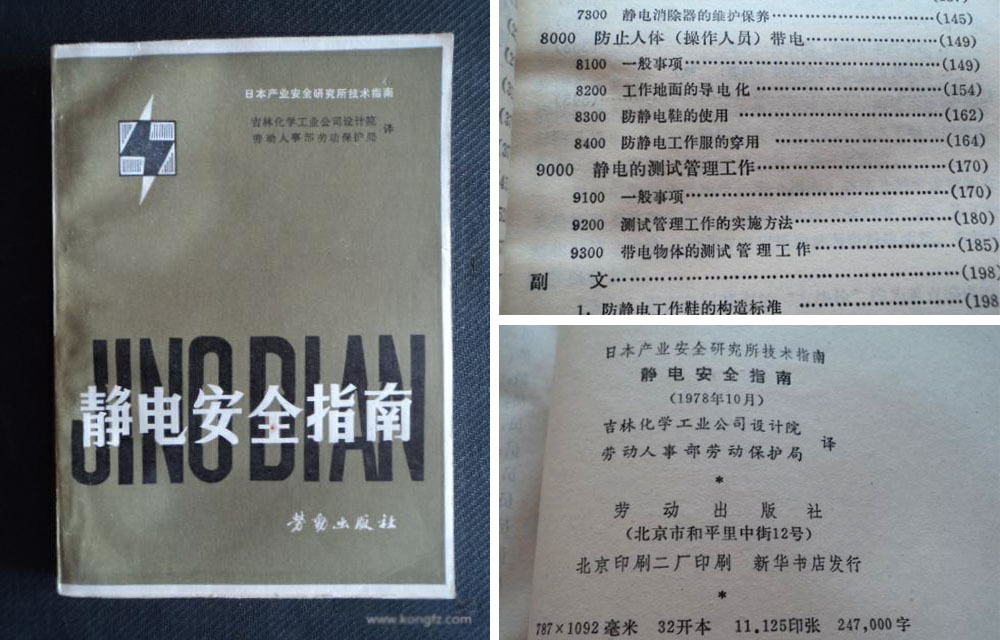 日本产业安全研究所技术指南
吉林化学工业公司设计院
劳动人事部劳动保护局 译
JING DIAN
静电安全指南
JING DIAN
劳动出版社
www.kongfz.com
7300 静电消除器的维护保养……………………(145)
8000 防止人体（操作人员）带电……………………(149)
8100 一般事项……………………(149)
8200 工作地面的导电化……………………(154)
8300 防静电鞋的使用……………………(162)
8400 防静电工作服的穿用……………………(164)
9000 静电的测试管理工作……………………(170)
9100 一般事项……………………(170)
9200 测试管理工作的实施方法……………………(180)
9300 带电物体的测试管理工作……………………(185)
副 文……………………(198)
1. 防静电工作鞋的构造标准……………………(198
日本产业安全研究所技术指南
静电安全指南
(1978年10月)
吉林化学工业公司设计院
劳动人事部劳动保护局 译
*
劳动出版社
(北京市和平里中街12号)
北京印刷二厂印刷 新华书店发行
*
787×1092毫米 32开本 11.125印张 247,000字